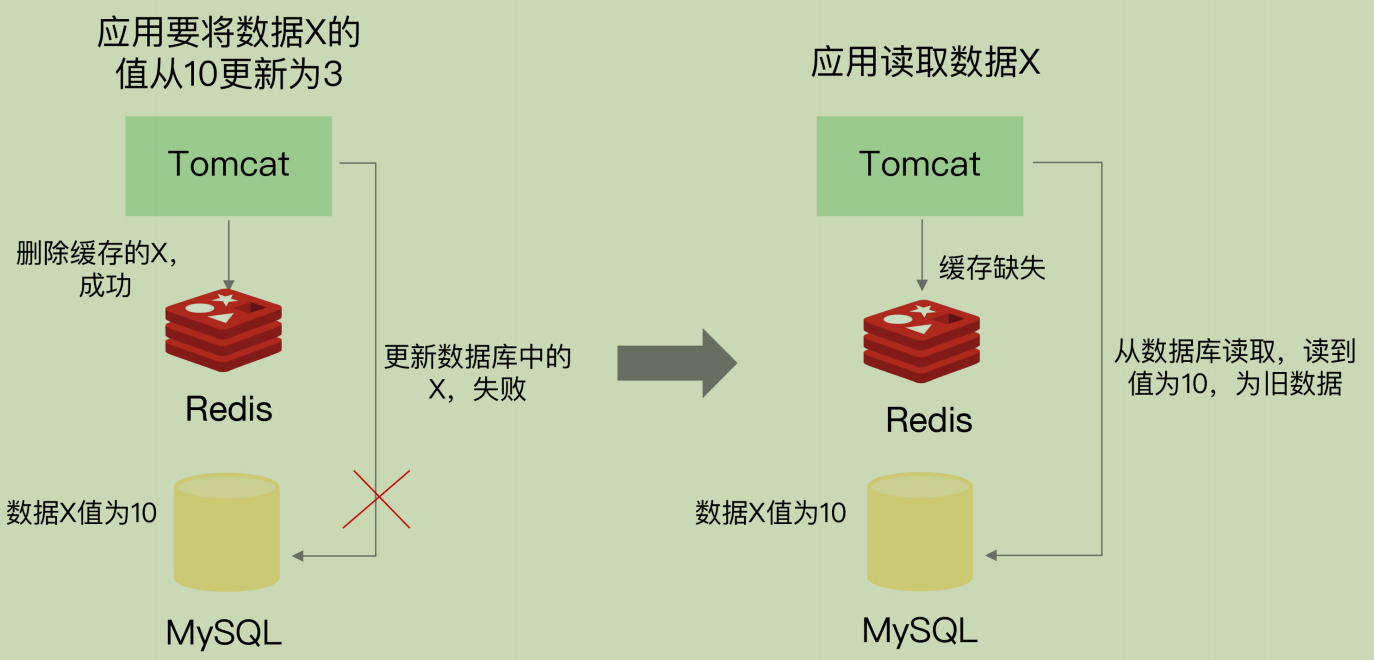 应用要将数据X的
值从10更新为3
Tomcat
删除缓存的X,
成功
Redis
更新数据库中的
X，失败
数据X值为10
MySQL
应用读取数据X
Tomcat
缓存缺失
Redis
从数据库读取，读到
值为10，为旧数据
数据X值为10
MySQL